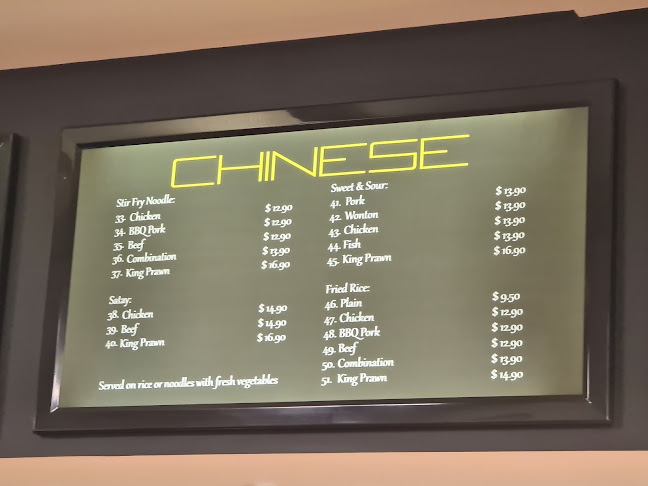 CHINESE
Stir Fry Noodle:
33. Chicken $12.90
34. BBQ Pork $12.90
35. Beef $12.90
36. Combination $13.90
37. King Prawn $16.90
Satay:
38. Chicken $14.90
39. Beef $14.90
40. King Prawn $16.90
Served on rice or noodles with fresh vegetables
Sweet & Sour:
41. Pork $13.90
42. Wonton $13.90
43. Chicken $13.90
44. Fish $13.90
45. King Prawn $16.90
Fried Rice:
46. Plain $9.50
47. Chicken $12.90
48. BBQ Pork $12.90
49. Beef $12.90
50. Combination $13.90
51. King Prawn $14.90